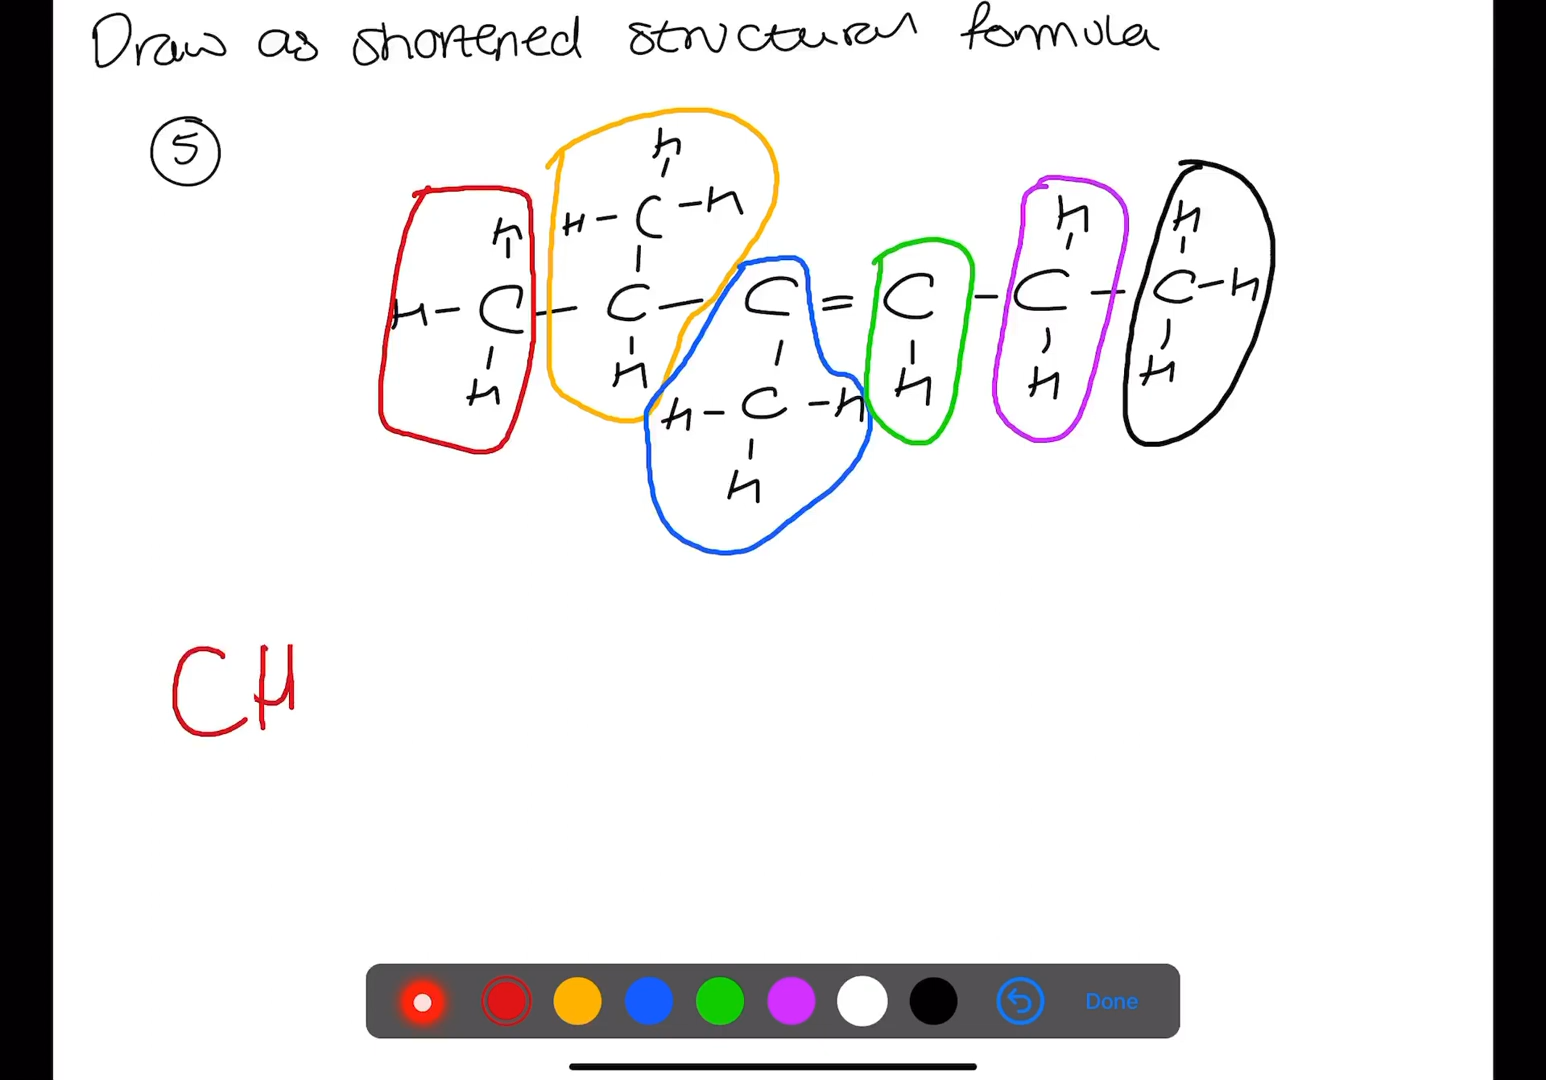 Draw as shortened structural formula
5
H
H
H - C - H
H - C - C - C = C - C - C - H
H H H H H
H - C - H
H
H
H
CH
Done